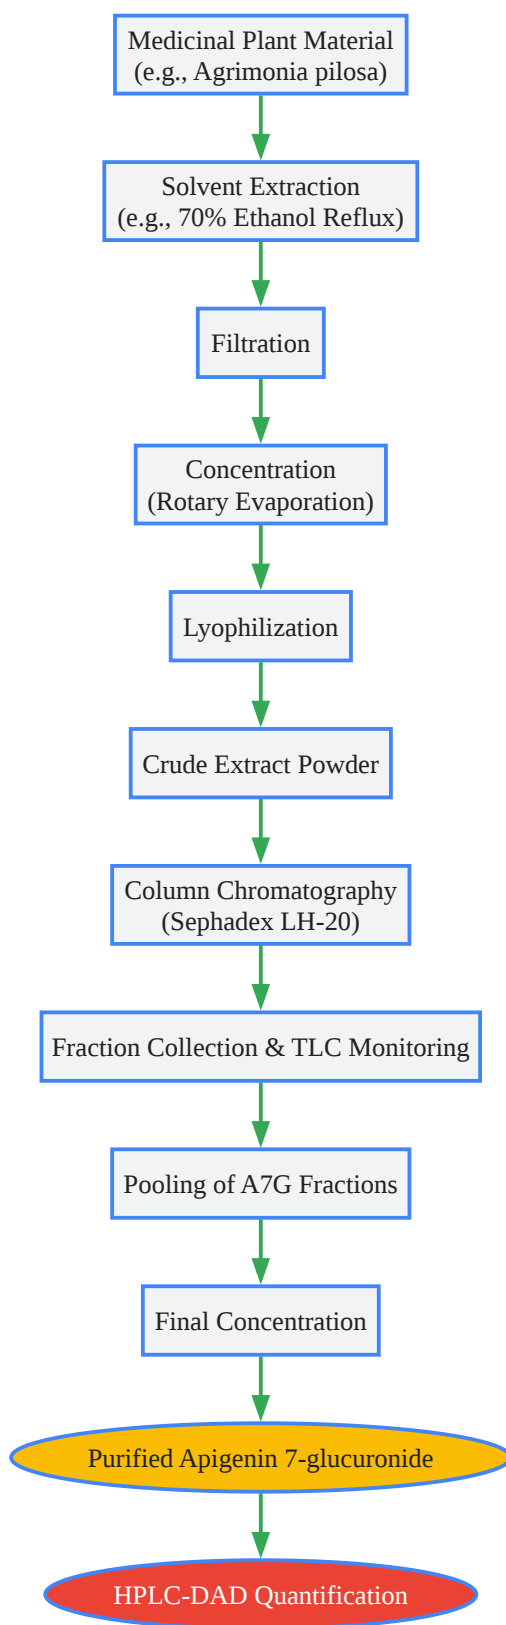 Medicinal Plant Material
(e.g., Agrimonia pilosa)
Solvent Extraction
(e.g., 70% Ethanol Reflux)
Filtration
Concentration
(Rotary Evaporation)
Lyophilization
Crude Extract Powder
Column Chromatography
(Sephadex LH-20)
Fraction Collection & TLC Monitoring
Pooling of A7G Fractions
Final Concentration
Purified Apigenin 7-glucuronide
HPLC-DAD Quantification